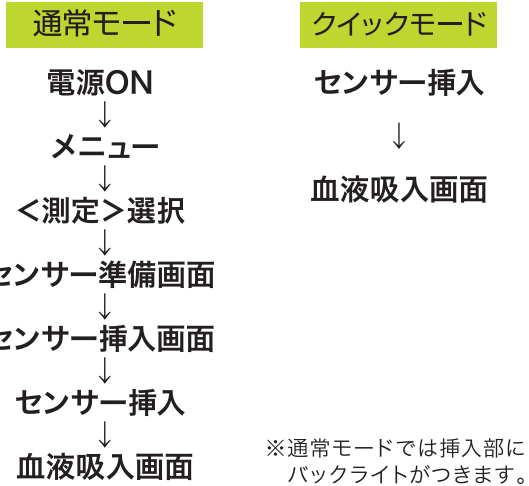 通常モード
電源ON
↓
メニュー
↓
＜測定＞選択
↓
センサー準備画面
↓
センサー挿入画面
↓
センサー挿入
↓
血液吸入画面
クイックモード
センサー挿入
↓
血液吸入画面
※通常モードでは挿入部に
バックライトがつきます。